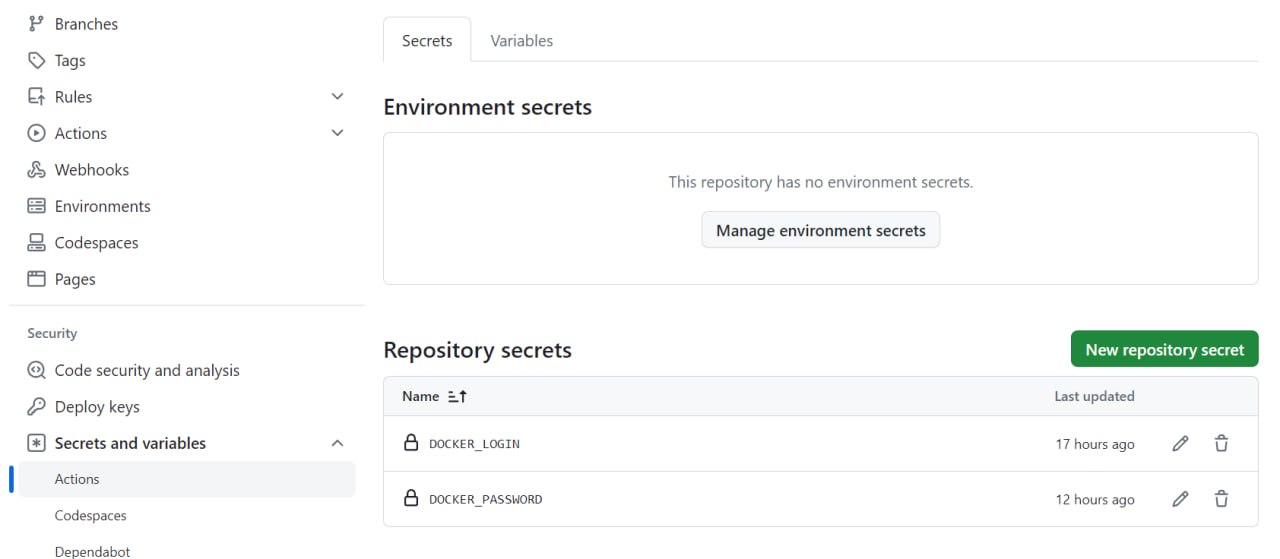 Branches
Tags
Rules
Actions
Webhooks
Environments
Codespaces
Pages
Security
Code security and analysis
Deploy keys
Secrets and variables
Actions
Codespaces
Dependabot
Secrets Variables
Environment secrets
This repository has no environment secrets.
Manage environment secrets
Repository secrets New repository secret
Name Last updated
DOCKER_LOGIN 17 hours ago
DOCKER_PASSWORD 12 hours ago